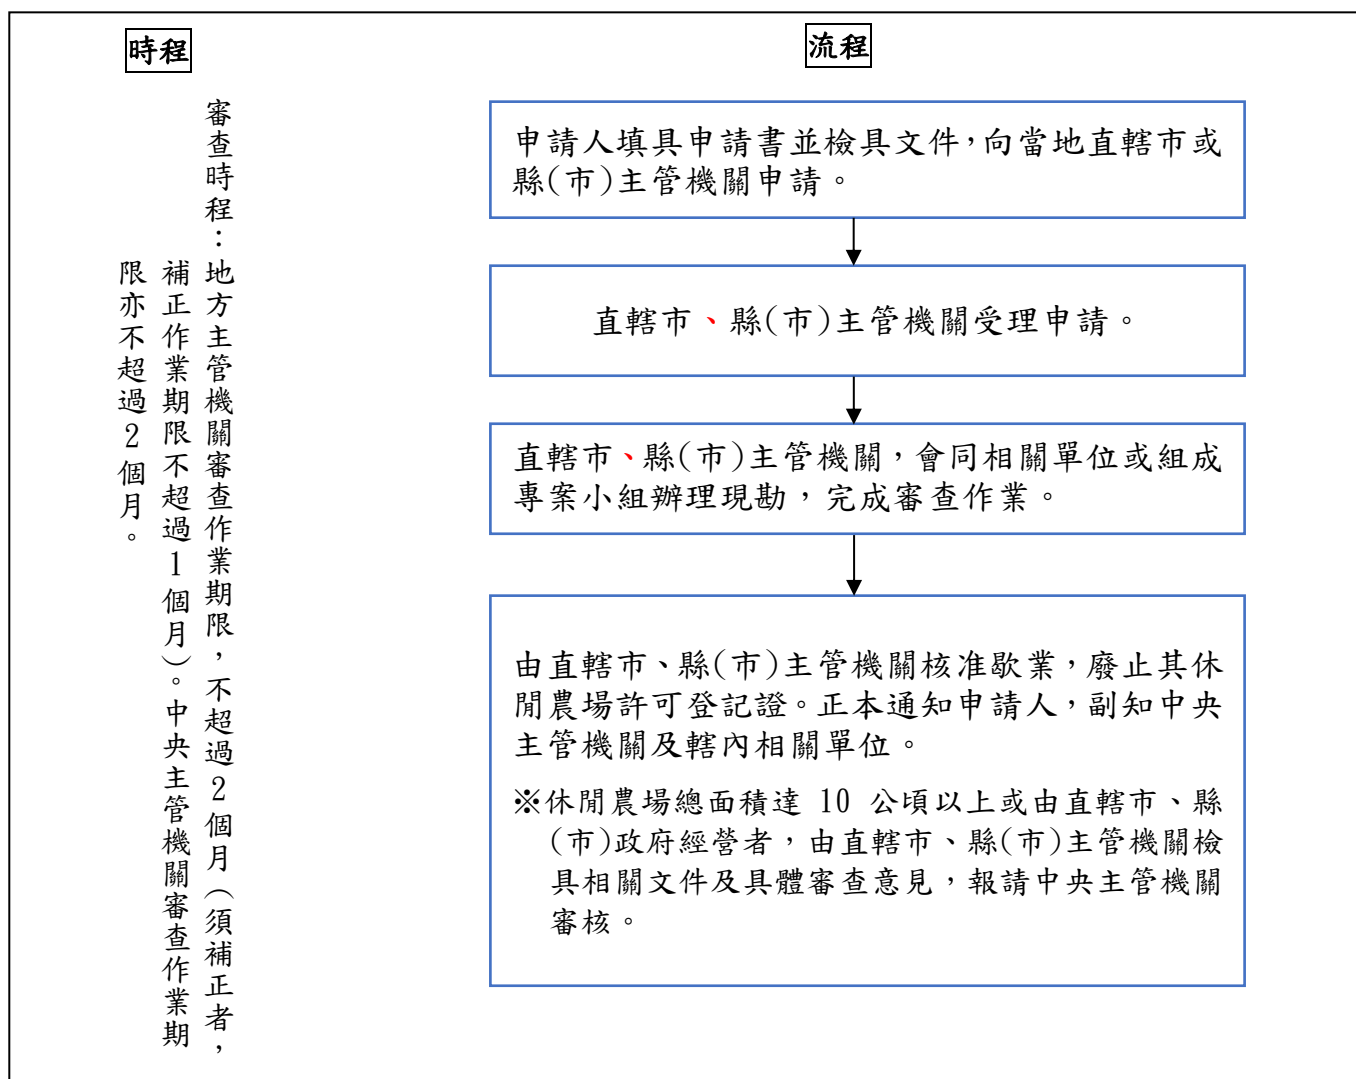 時程
審查時程：地方主管機關審查作業期限，不超過2個月（須補正者，
補正作業期限不超過1個月）。中央主管機關審查作業期
限亦不超過2個月。
流程
申請人填具申請書並檢具文件，向當地直轄市或
縣(市)主管機關申請。
直轄市、縣(市)主管機關受理申請。
直轄市、縣(市)主管機關，會同相關單位或組成
專案小組辦理現勘，完成審查作業。
由直轄市、縣(市)主管機關核准歇業，廢止其休
閒農場許可登記證。正本通知申請人，副知中央
主管機關及轄內相關單位。
※休閒農場總面積達 10 公頃以上或由直轄市、縣
(市)政府經營者，由直轄市、縣(市)主管機關檢
具相關文件及具體審查意見，報請中央主管機關
審核。